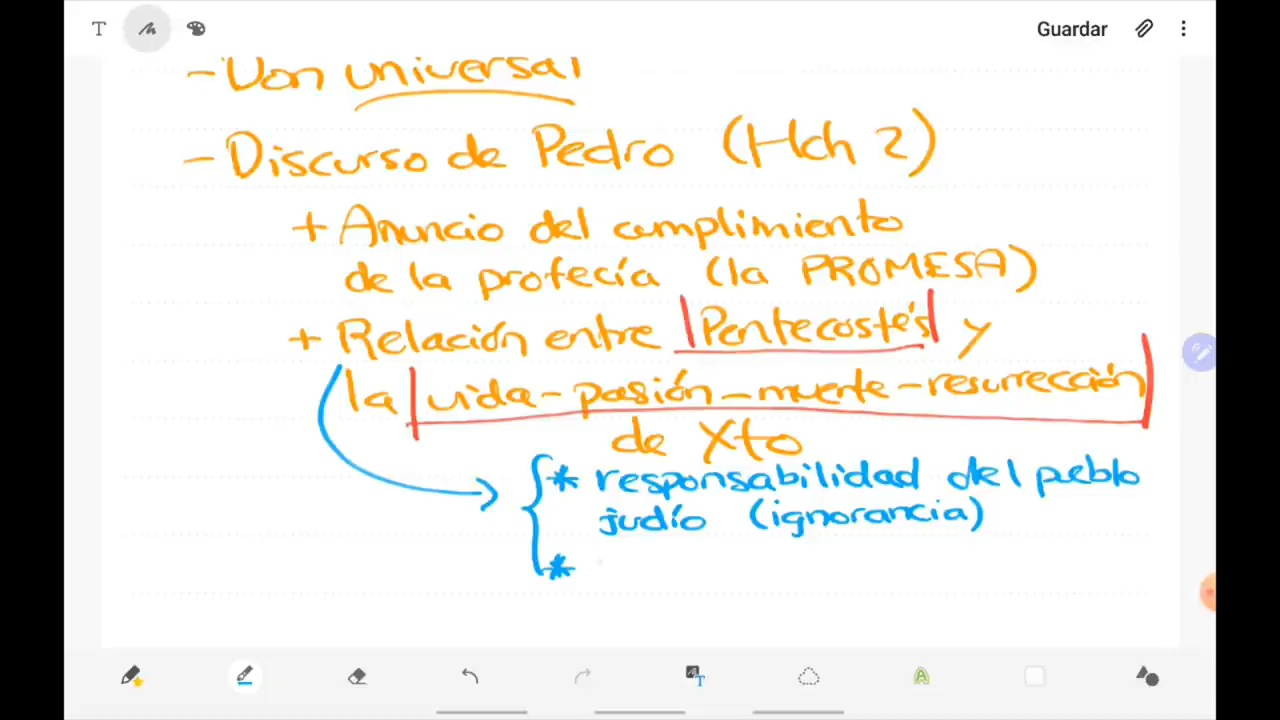 Guardar
- Don universal
- Discurso de Pedro (Hch 2)
+ Anuncio del cumplimiento
de la profecía (la PROMESA)
+ Relación entre |Pentecostés| y
la |vida-pasión-muerte-resurrección|
de Xto
* responsabilidad del peblo
judío (ignorancia)
*